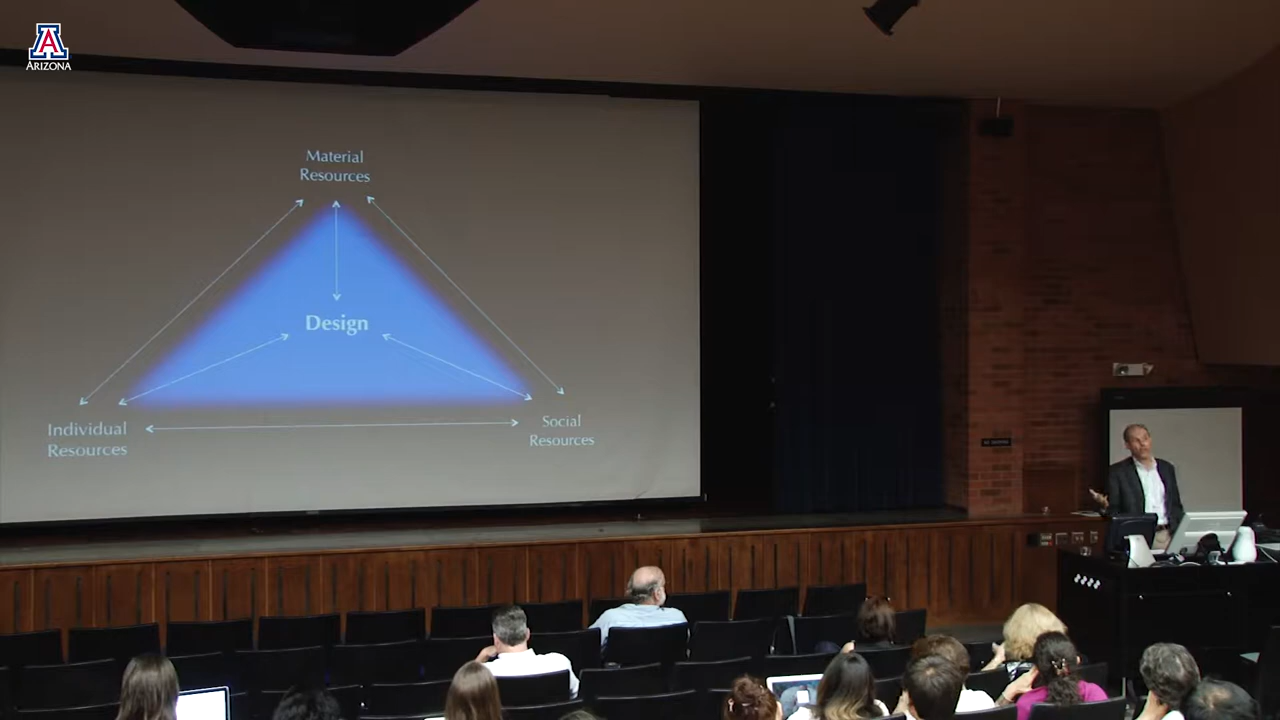 A
ARIZONA
Material
Resources
Design
Individual
Resources
Social
Resources